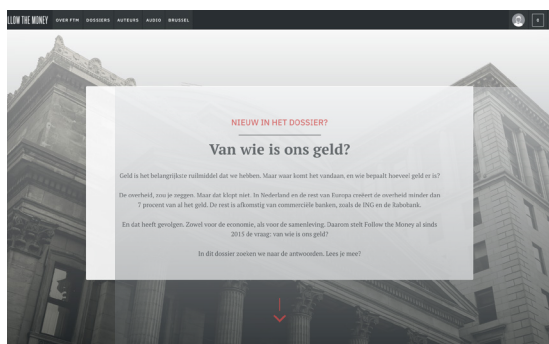 LLOW THE MONEY OVER FTM DOSSIERS AUTEURS AUDIO BRUSSEL
NIEUW IN HET DOSSIER?
Van wie is ons geld?
Geld is het belangrijkste ruilmiddel dat we hebben. Maar waar komt het vandaan, en wie bepaalt hoeveel geld er is?
De overheid, zou je zeggen. Maar dat klopt niet. In Nederland en de rest van Europa creëert de overheid minder dan
7 procent van al het geld. De rest is afkomstig van commerciële banken, zoals de ING en de Rabobank.
En dat heeft gevolgen. Zowel voor de economie, als voor de samenleving. Daarom stelt Follow the Money al sinds
2015 de vraag: van wie is ons geld?
In dit dossier zoeken we naar de antwoorden. Lees je mee?